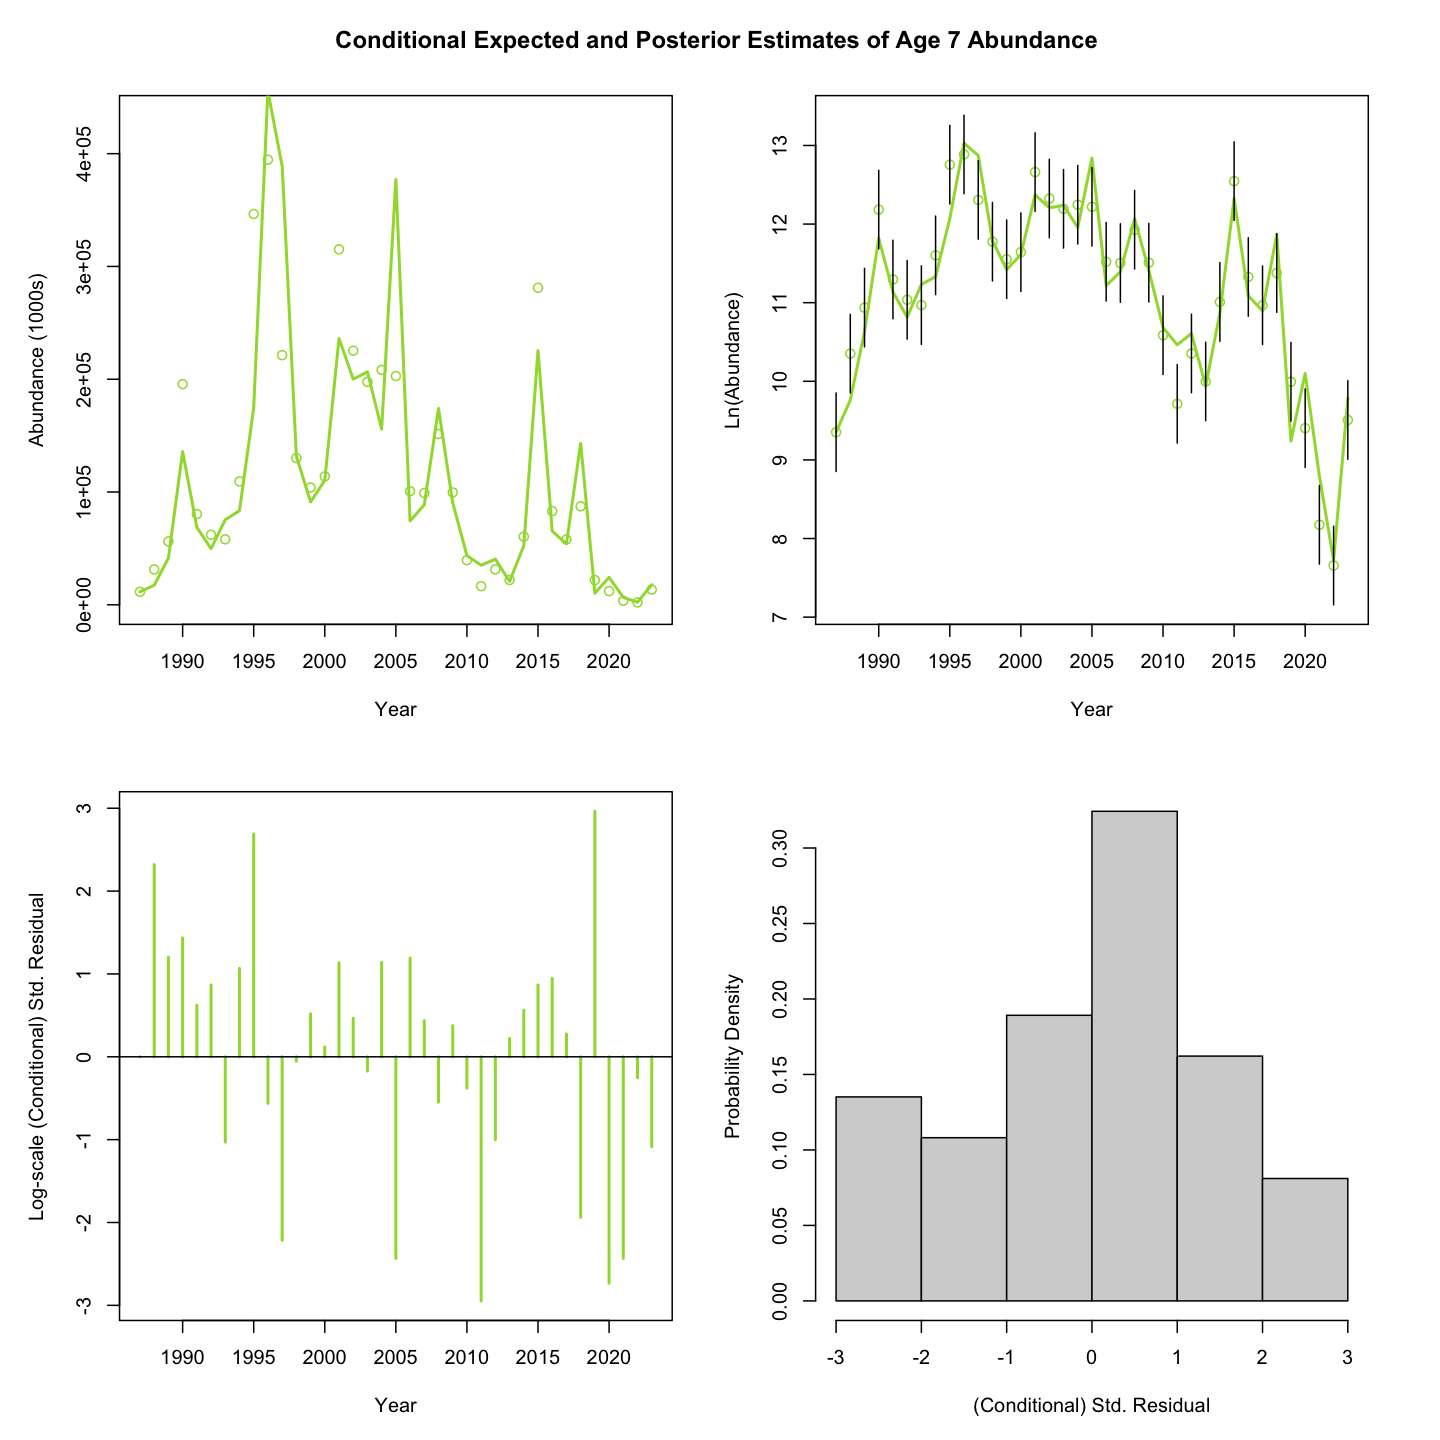 Conditional Expected and Posterior Estimates of Age 7 Abundance
Abundance (1000s)
4e+05
3e+05
2e+05
1e+05
0e+00
1990 1995 2000 2005 2010 2015 2020
Year
Ln(Abundance)
13
12
11
10
9
8
7
1990 1995 2000 2005 2010 2015 2020
Year
Log-scale (Conditional) Std. Residual
3
2
1
0
-1
-2
-3
1990 1995 2000 2005 2010 2015 2020
Year
Probability Density
0.30
0.25
0.20
0.15
0.10
0.05
0.00
-3 -2 -1 0 1 2 3
(Conditional) Std. Residual